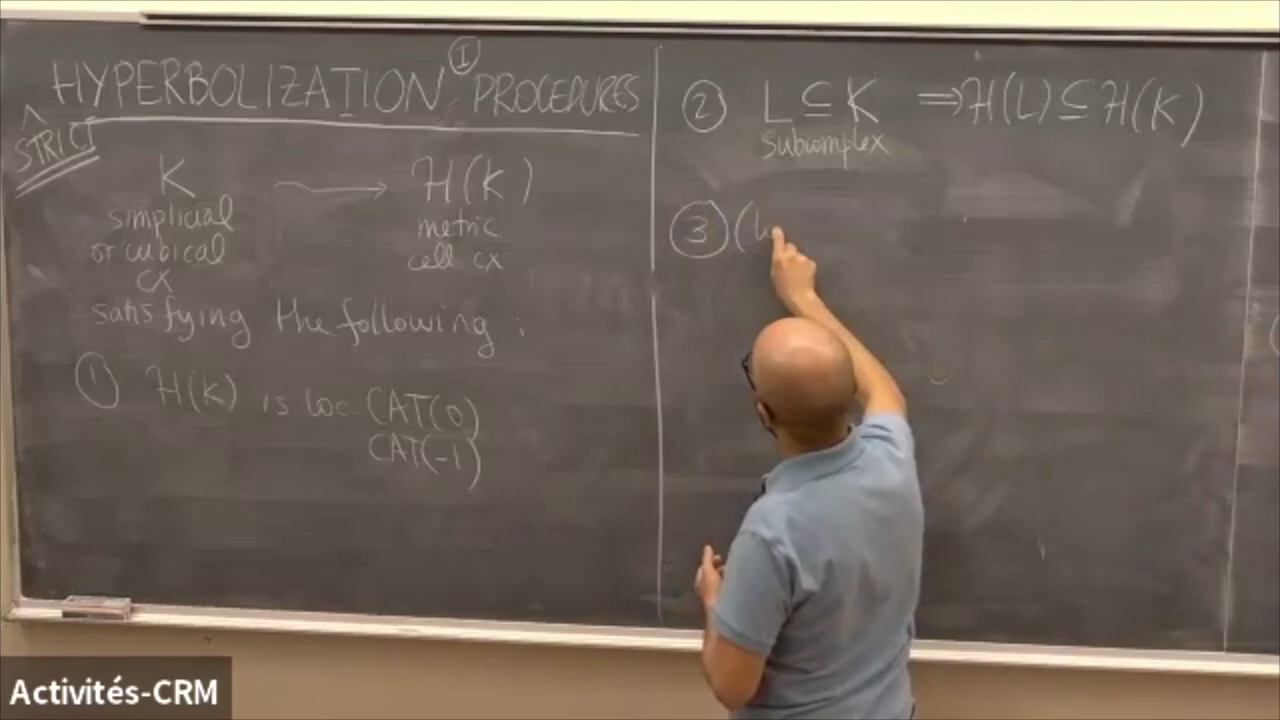 HYPERBOLIZATION PROCEDURES
I
^
STRICT
K → H(K)
simplicial metric
or cubical cell cx
cx
satisfying the following :
① H(K) is loc. CAT(0)
CAT(-1)
② L ⊆ K ⇒ H(L) ⊆ H(K)
subcomplex
③ (
Activités-CRM